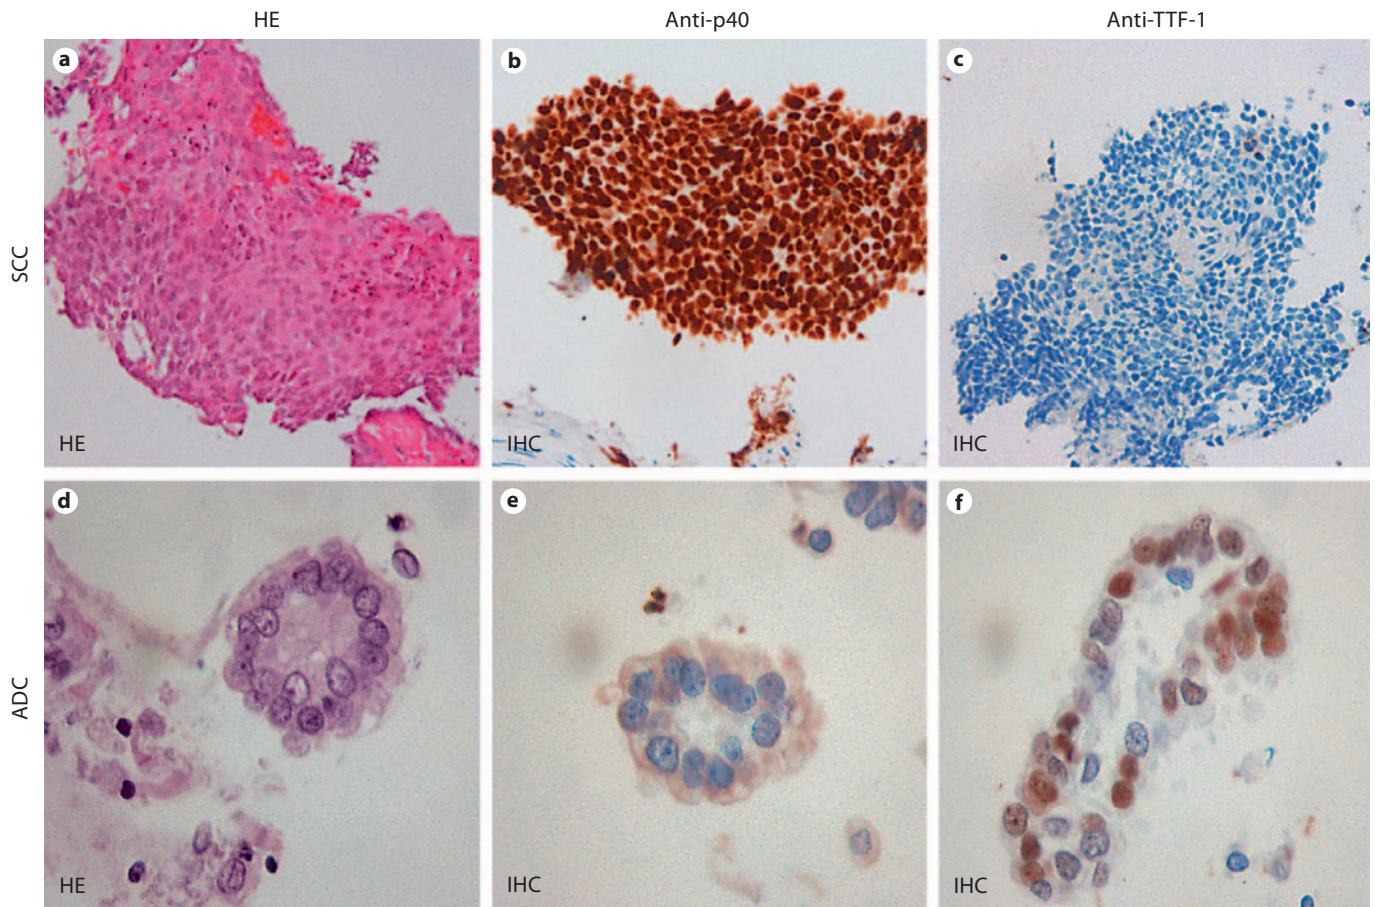 HE
Anti-p40
Anti-TTF-1
SCC
a
b
c
HE
IHC
IHC
ADC
d
e
f
HE
IHC
IHC